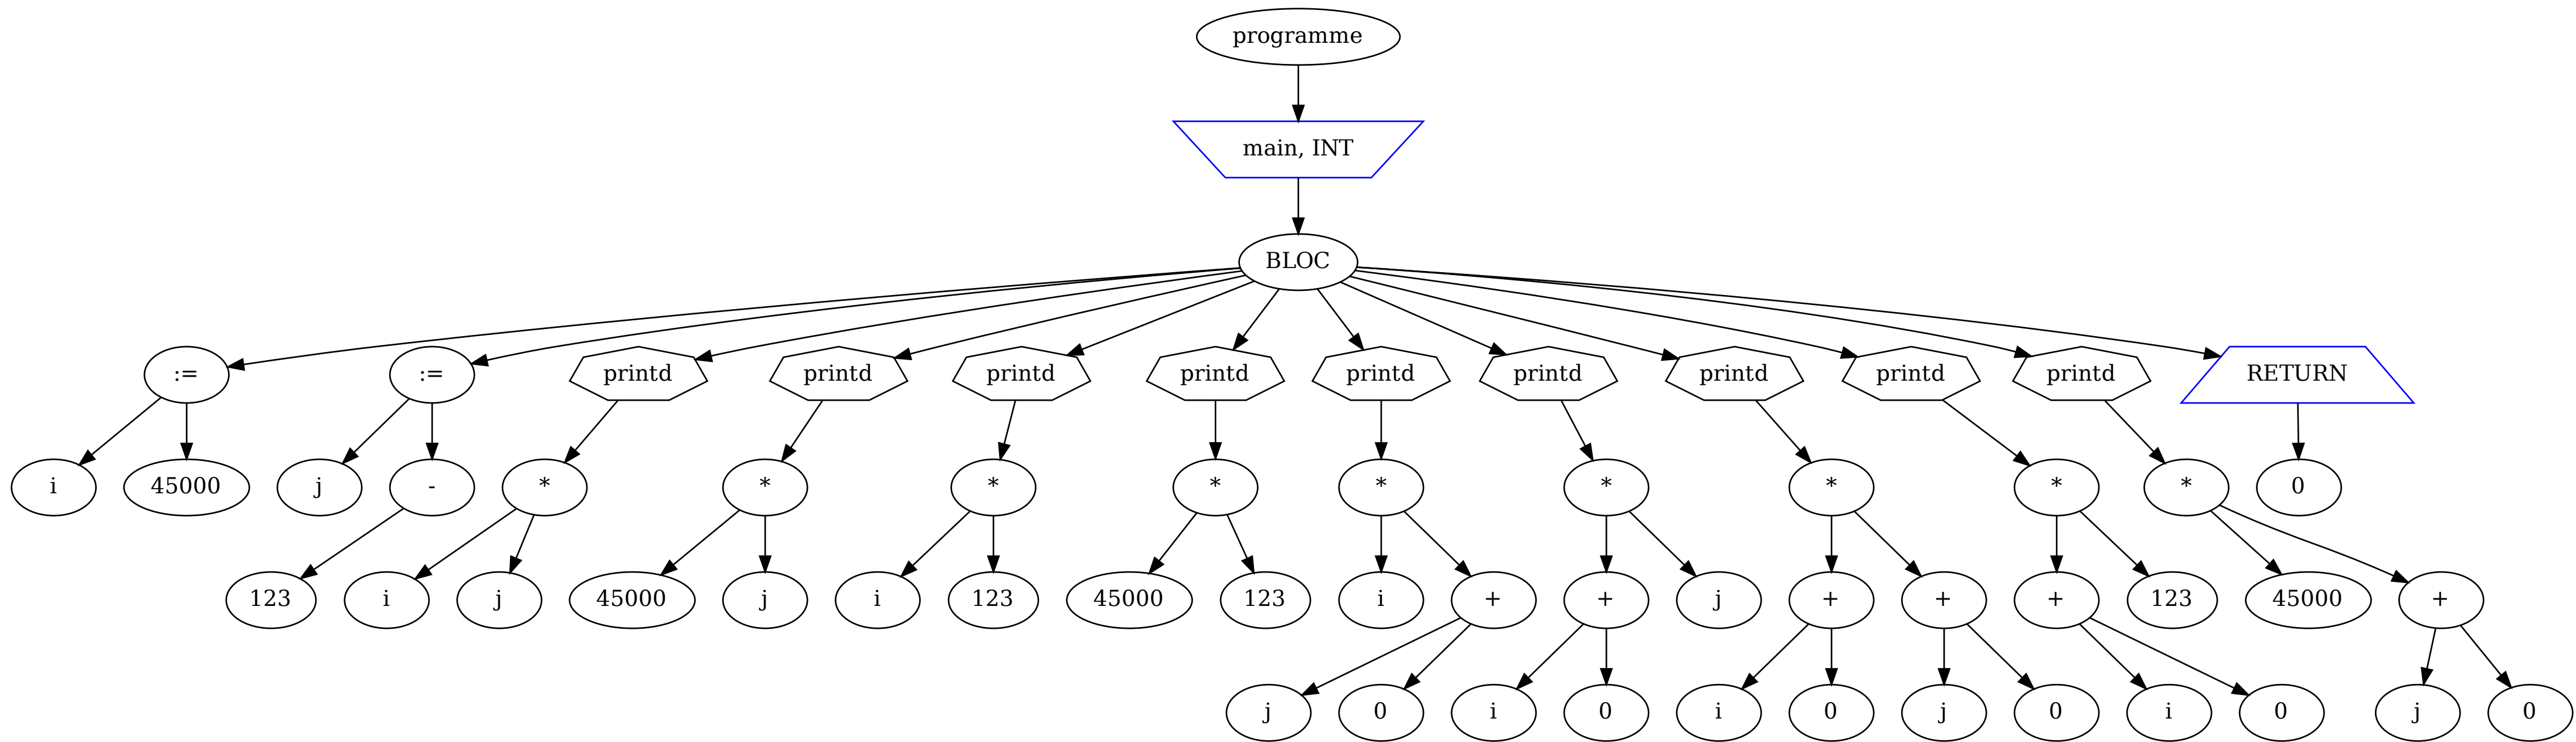 programme
main, INT
BLOC
:= := printd printd printd printd printd printd printd printd printd RETURN
i 45000 j - * * * * * * * * * 0
123 i j 45000 j i 123 45000 123 i + + j + + + 123 45000 +
j 0 i 0 i 0 j 0 i 0 j 0